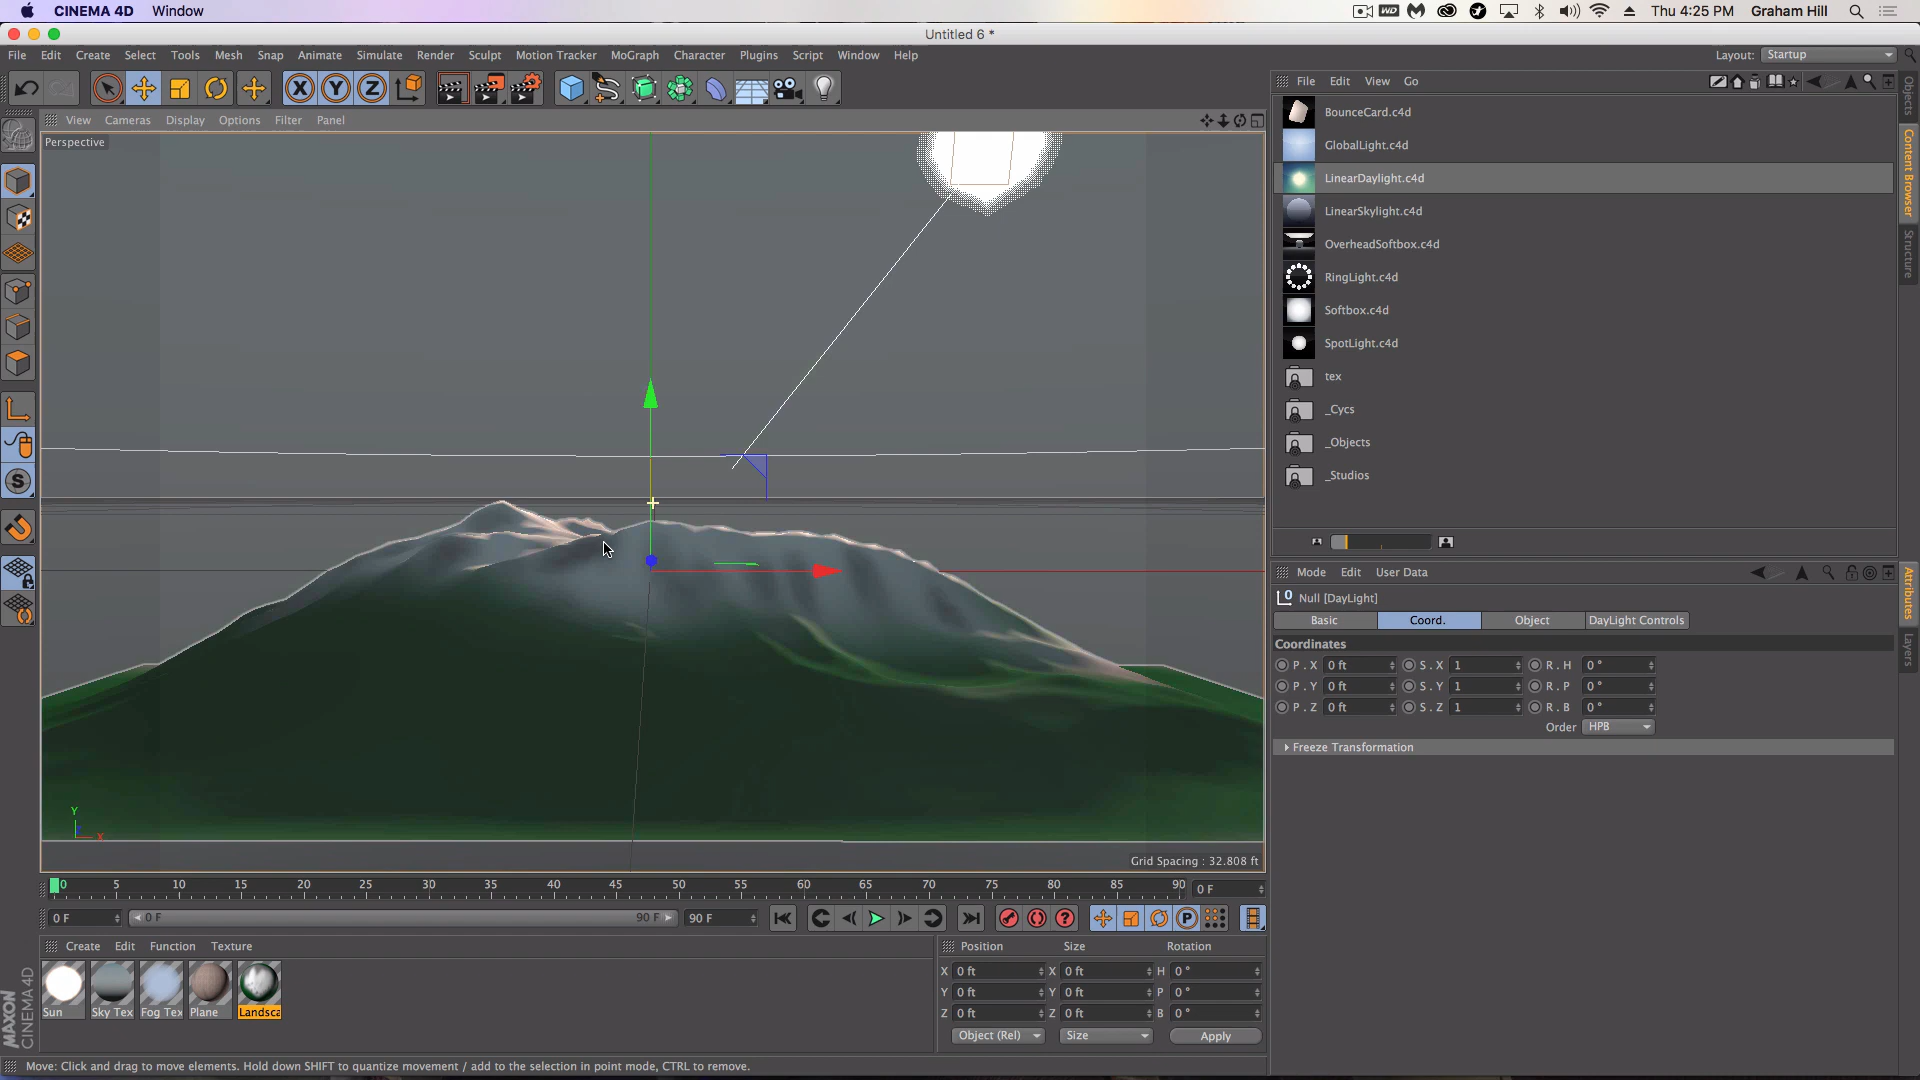 CINEMA 4D Window
Thu 4:25 PM Graham Hill
Untitled 6 *
File Edit Create Select Tools Mesh Snap Animate Simulate Render Sculpt Motion Tracker MoGraph Character Plugins Script Window Help
Layout: Startup
X Y Z
File Edit View Go
View Cameras Display Options Filter Panel
Perspective
BounceCard.c4d
GlobalLight.c4d
LinearDaylight.c4d
LinearSkylight.c4d
OverheadSoftbox.c4d
RingLight.c4d
Softbox.c4d
SpotLight.c4d
tex
_Cycs
_Objects
_Studios
Objects
Content Browser
Structure
Mode Edit User Data
Null [DayLight]
Basic Coord. Object DayLight Controls
Coordinates
P . X 0 ft S . X 1 R . H 0 °
P . Y 0 ft S . Y 1 R . P 0 °
P . Z 0 ft S . Z 1 R . B 0 °
Order HPB
Freeze Transformation
Attributes
Layers
Y
X
Grid Spacing : 32.808 ft
0 5 10 15 20 25 30 35 40 45 50 55 60 65 70 75 80 85 90 0 F
0 F 0 F 90 F 90 F
Create Edit Function Texture
Sun Sky Tex Fog Tex Plane Landsca
Position Size Rotation
X 0 ft X 0 ft H 0 °
Y 0 ft Y 0 ft P 0 °
Z 0 ft Z 0 ft B 0 °
Object (Rel) Size Apply
MAXON
CINEMA4D
Move: Click and drag to move elements. Hold down SHIFT to quantize movement / add to the selection in point mode, CTRL to remove.